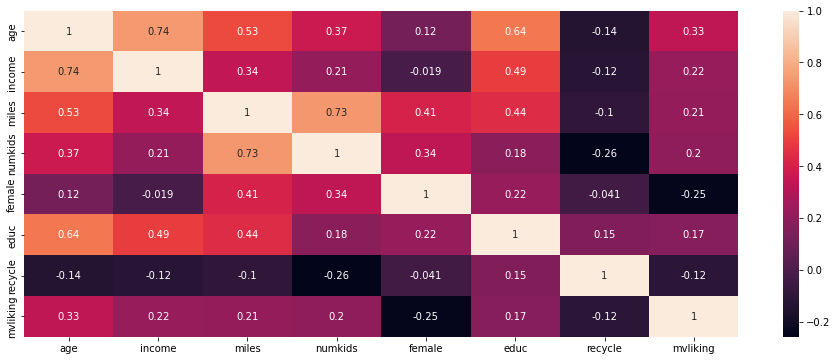 age 1 0.74 0.53 0.37 0.12 0.64 -0.14 0.33
income 0.74 1 0.34 0.21 -0.019 0.49 -0.12 0.22
miles 0.53 0.34 1 0.73 0.41 0.44 -0.1 0.21
numkids 0.37 0.21 0.73 1 0.34 0.18 -0.26 0.2
female 0.12 -0.019 0.41 0.34 1 0.22 -0.041 -0.25
educ 0.64 0.49 0.44 0.18 0.22 1 0.15 0.17
recycle -0.14 -0.12 -0.1 -0.26 -0.041 0.15 1 -0.12
mvliking 0.33 0.22 0.21 0.2 -0.25 0.17 -0.12 1
age income miles numkids female educ recycle mvliking
1.0
0.8
0.6
0.4
0.2
0.0
-0.2